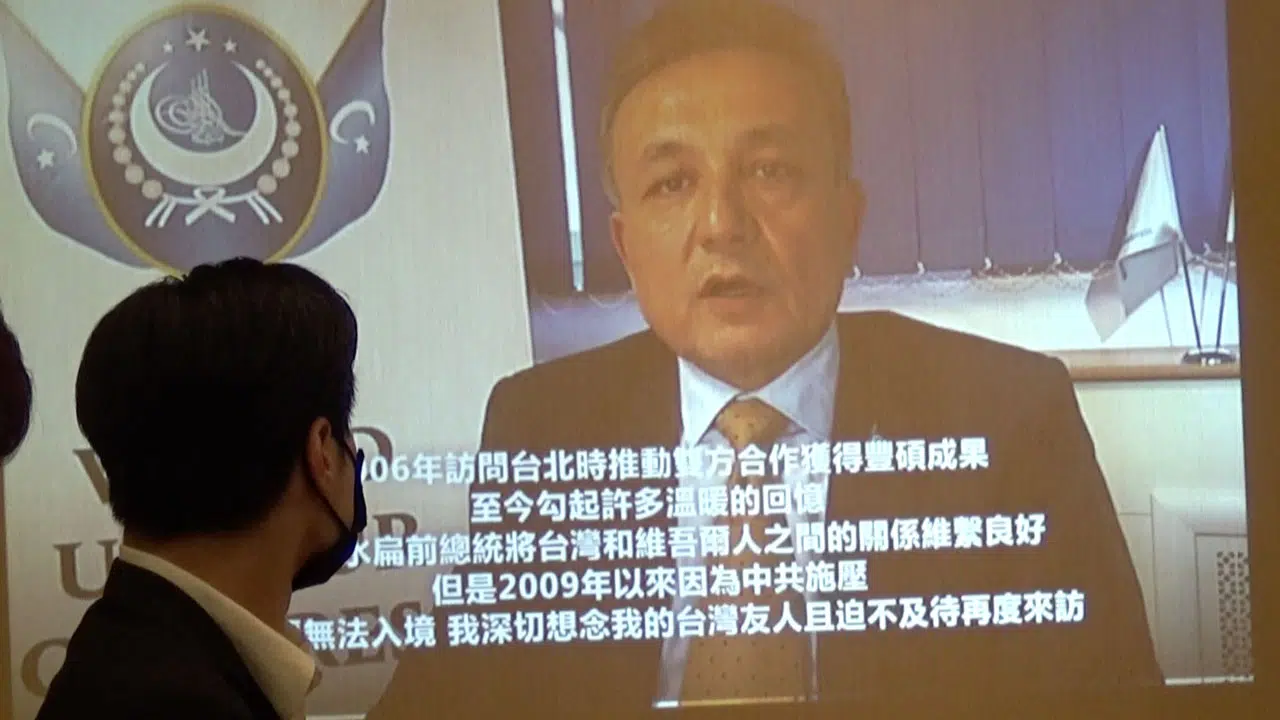 006年訪問台北時推動雙方合作獲得豐碩成果
至今勾起許多溫暖的回憶
水扁前總統將台灣和維吾爾人之間的關係維繫良好
但是2009年以來因為中共施壓
無法入境 我深切想念我的台灣友人且迫不及待再度來訪